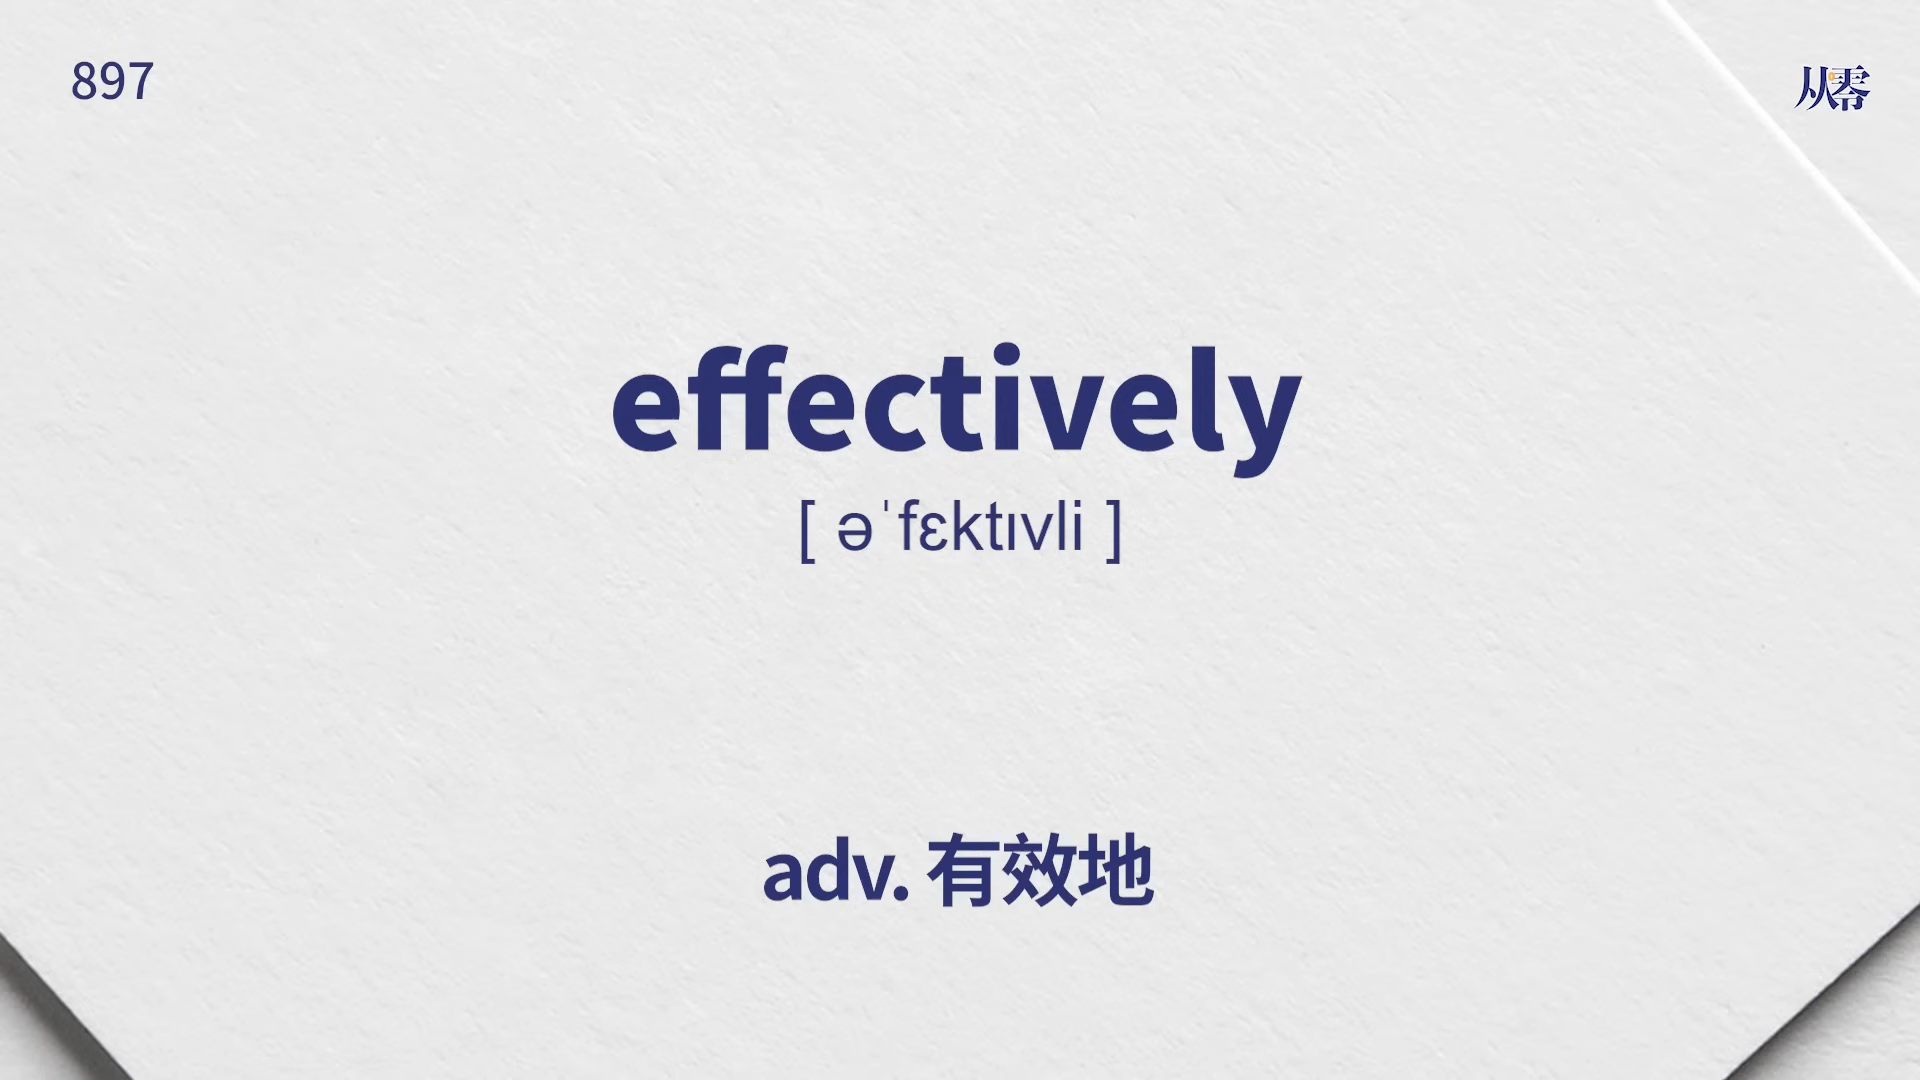 897
从零
effectively
[ əˈfɛktɪvli ]
adv. 有效地